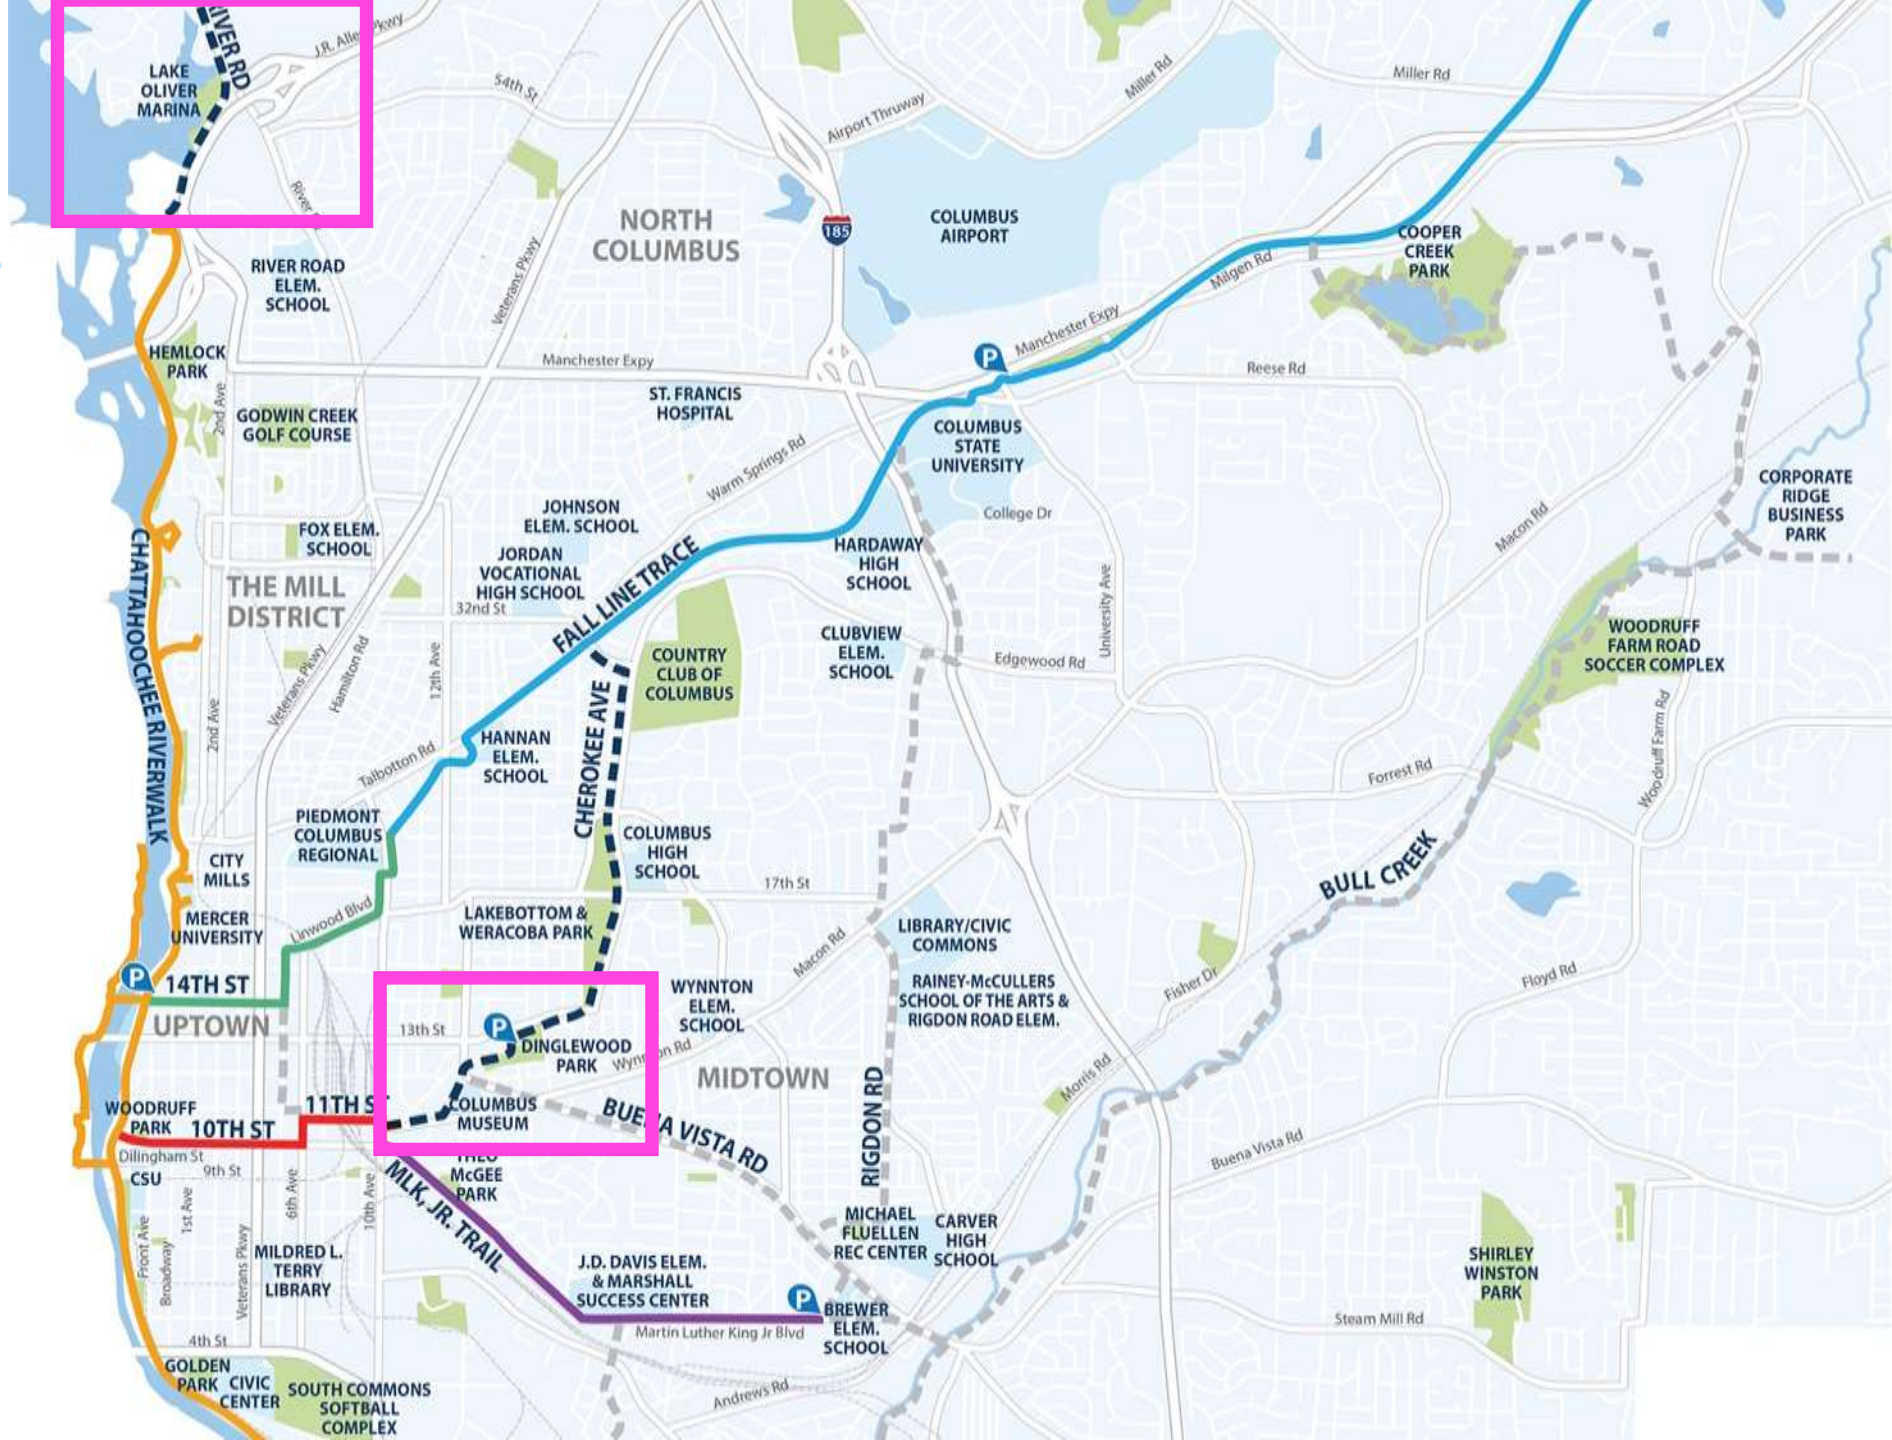 RIVER RD
J.R. Allen Pkwy
LAKE
OLIVER
MARINA
54th St
Airport Thruway
Miller Rd
Miller Rd
River
NORTH
COLUMBUS
185
COLUMBUS
AIRPORT
COOPER
CREEK
PARK
RIVER ROAD
ELEM.
SCHOOL
Veterans Pkwy
Milgen Rd
Manchester Expy
P
HEMLOCK
PARK
Manchester Expy
Reese Rd
2nd Ave
GODWIN CREEK
GOLF COURSE
ST. FRANCIS
HOSPITAL
COLUMBUS
STATE
UNIVERSITY
Warm Springs Rd
CORPORATE
RIDGE
BUSINESS
PARK
College Dr
Macon Rd
JOHNSON
ELEM. SCHOOL
FOX ELEM.
SCHOOL
JORDAN
VOCATIONAL
HIGH SCHOOL
HARDAWAY
HIGH
SCHOOL
CHATTAHOOCHEE RIVERWALK
THE MILL
DISTRICT
32nd St
FALL LINE TRACE
University Ave
CLUBVIEW
ELEM.
SCHOOL
Edgewood Rd
WOODRUFF
FARM ROAD
SOCCER COMPLEX
COUNTRY
CLUB OF
COLUMBUS
Veterans Pkwy
Hamilton Rd
12th Ave
2nd Ave
CHEROKEE AVE
Talbotton Rd
HANNAN
ELEM.
SCHOOL
Woodruff Farm Rd
Forrest Rd
PIEDMONT
COLUMBUS
REGIONAL
COLUMBUS
HIGH
SCHOOL
BULL CREEK
CITY
MILLS
17th St
MERCER
UNIVERSITY
Linwood Blvd
LAKEBOTTOM &
WERACOBA PARK
Macon Rd
LIBRARY/CIVIC
COMMONS
P
14TH ST
UPTOWN
WYNNTON
ELEM.
SCHOOL
RAINEY-McCULLERS
SCHOOL OF THE ARTS &
RIGDON ROAD ELEM.
Fisher Dr
Floyd Rd
13th St
P
DINGLEWOOD
PARK
Wynnton Rd
MIDTOWN
Morris Rd
RIGDON RD
WOODRUFF
PARK
10TH ST
11TH ST
COLUMBUS
MUSEUM
BUENA VISTA RD
Buena Vista Rd
Dilingham St
9th St
CSU
THEO
McGEE
PARK
MLK, JR. TRAIL
6th Ave
10th Ave
1st Ave
Front Ave
Broadway
Veterans Pkwy
MILDRED L.
TERRY
LIBRARY
MICHAEL
FLUELLEN
REC CENTER
CARVER
HIGH
SCHOOL
SHIRLEY
WINSTON
PARK
J.D. DAVIS ELEM.
& MARSHALL
SUCCESS CENTER
P
BREWER
ELEM.
SCHOOL
Martin Luther King Jr Blvd
Steam Mill Rd
4th St
GOLDEN
PARK
CIVIC
CENTER
SOUTH COMMONS
SOFTBALL
COMPLEX
Andrews Rd